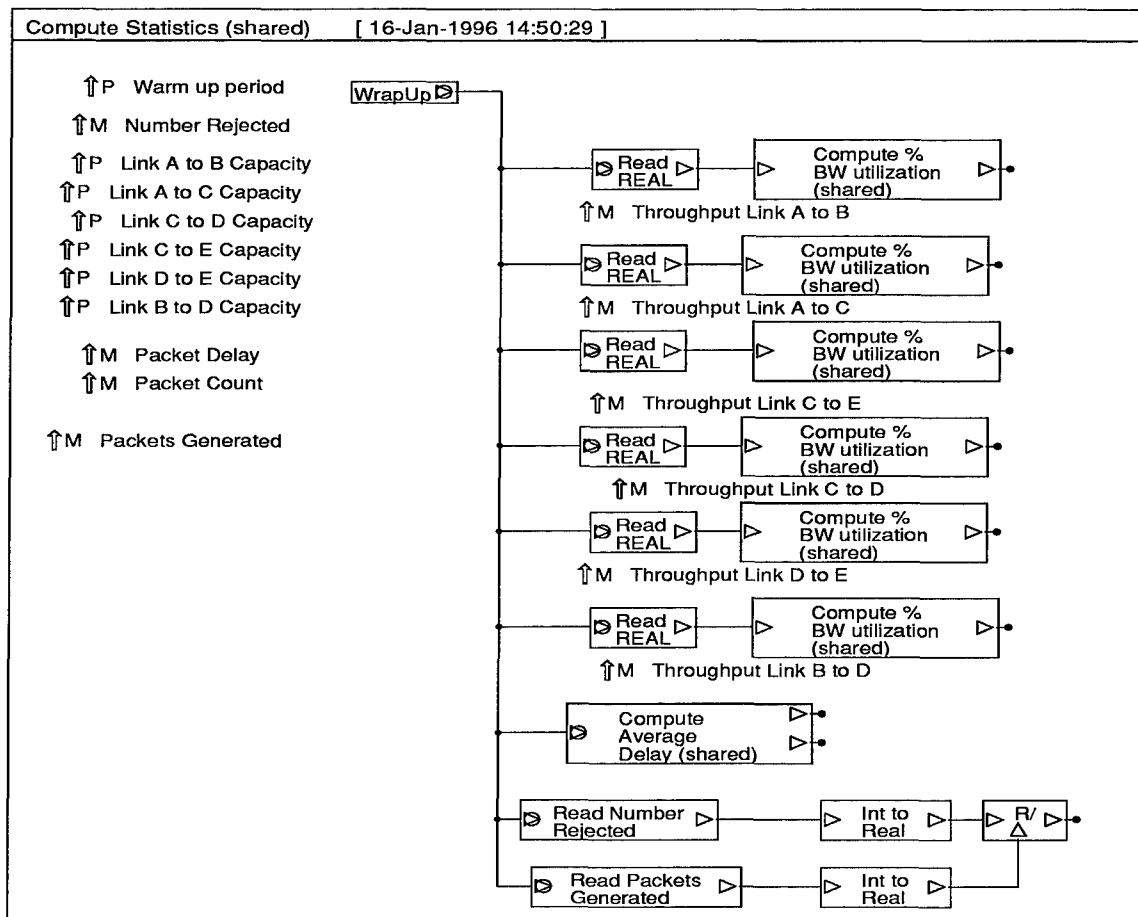 Compute Statistics (shared) [ 16-Jan-1996 14:50:29 ]
⇧P Warm up period
⇧M Number Rejected
⇧P Link A to B Capacity
⇧P Link A to C Capacity
⇧P Link C to D Capacity
⇧P Link C to E Capacity
⇧P Link D to E Capacity
⇧P Link B to D Capacity
⇧M Packet Delay
⇧M Packet Count
⇧M Packets Generated
WrapUp
Read
REAL
Compute %
BW utilization
(shared)
⇧M Throughput Link A to B
Read
REAL
Compute %
BW utilization
(shared)
⇧M Throughput Link A to C
Read
REAL
Compute %
BW utilization
(shared)
⇧M Throughput Link C to E
Read
REAL
Compute %
BW utilization
(shared)
⇧M Throughput Link C to D
Read
REAL
Compute %
BW utilization
(shared)
⇧M Throughput Link D to E
Read
REAL
Compute %
BW utilization
(shared)
⇧M Throughput Link B to D
Compute
Average
Delay (shared)
Read Number
Rejected
Int to
Real
R/
Read Packets
Generated
Int to
Real